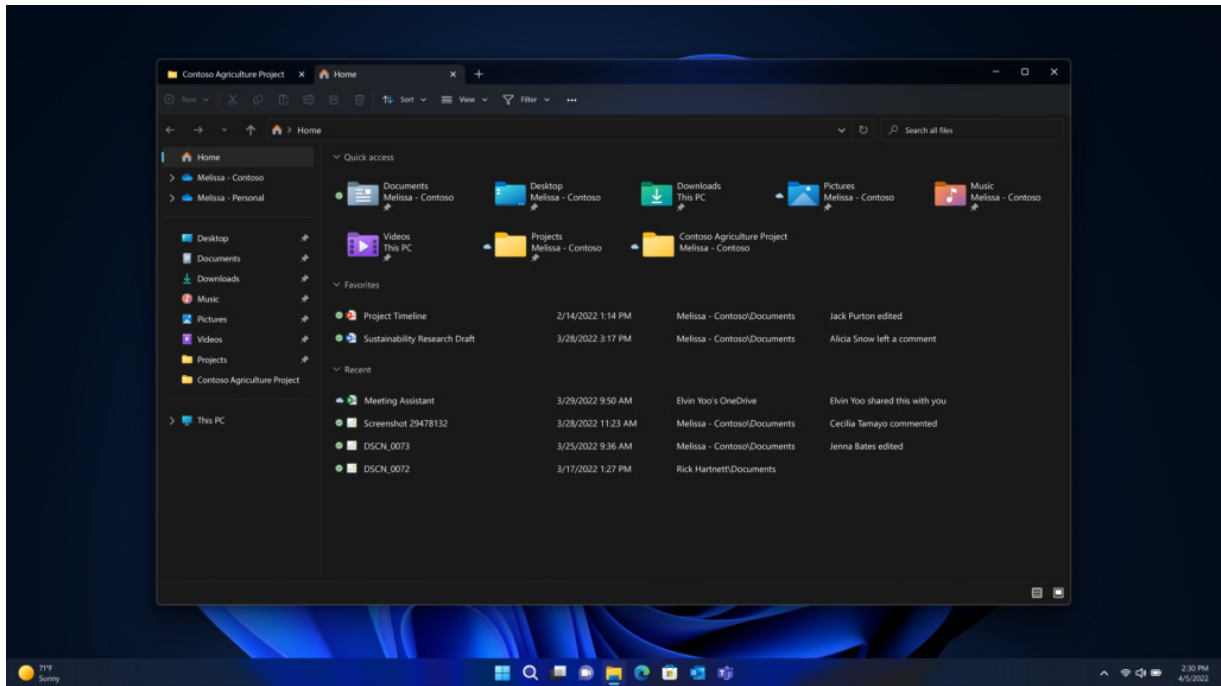 Contoso Agriculture Project
Home
New
Sort
View
Filter
Home
Search all files
Home
Melissa - Contoso
Melissa - Personal
Desktop
Documents
Downloads
Music
Pictures
Videos
Projects
Contoso Agriculture Project
This PC
Quick access
Documents
Melissa - Contoso
Desktop
Melissa - Contoso
Downloads
This PC
Pictures
Melissa - Contoso
Music
Melissa - Contoso
Videos
This PC
Projects
Melissa - Contoso
Contoso Agriculture Project
Melissa - Contoso
Favorites
Project Timeline 2/14/2022 1:14 PM Melissa - Contoso\Documents Jack Purton edited
Sustainability Research Draft 3/28/2022 3:17 PM Melissa - Contoso\Documents Alicia Snow left a comment
Recent
Meeting Assistant 3/29/2022 9:50 AM Elvin Yoo's OneDrive Elvin Yoo shared this with you
Screenshot 29478132 3/28/2022 11:23 AM Melissa - Contoso\Documents Cecilia Tamayo commented
DSCN_0073 3/25/2022 9:36 AM Melissa - Contoso\Documents Jenna Bates edited
DSCN_0072 3/17/2022 1:27 PM Rick Hartnett\Documents
71°F
Sunny
2:30 PM
4/5/2022